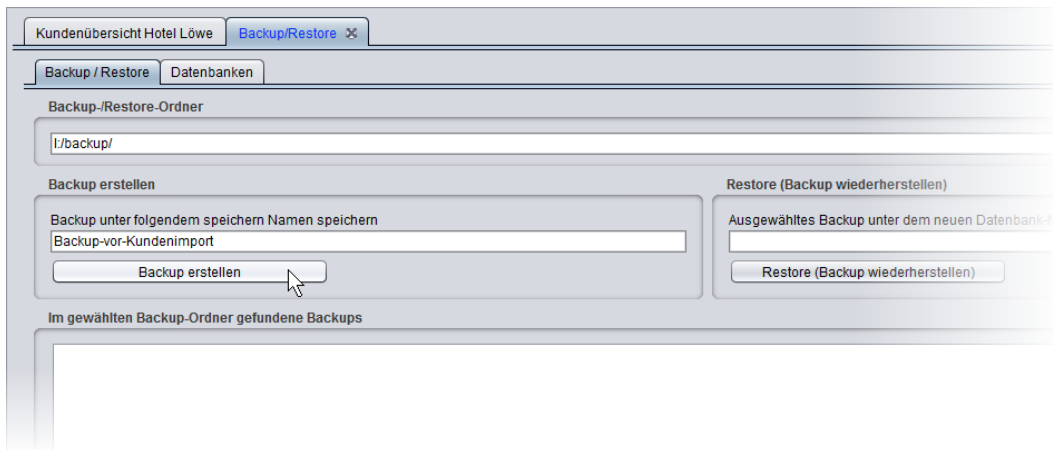 Kundenübersicht Hotel Löwe Backup/Restore
Backup / Restore Datenbanken
Backup-/Restore-Ordner
I:/backup/
Backup erstellen
Backup unter folgendem speichern Namen speichern
Backup-vor-Kundenimport
Backup erstellen
Restore (Backup wiederherstellen)
Ausgewähltes Backup unter dem neuen Datenbank-
Restore (Backup wiederherstellen)
Im gewählten Backup-Ordner gefundene Backups